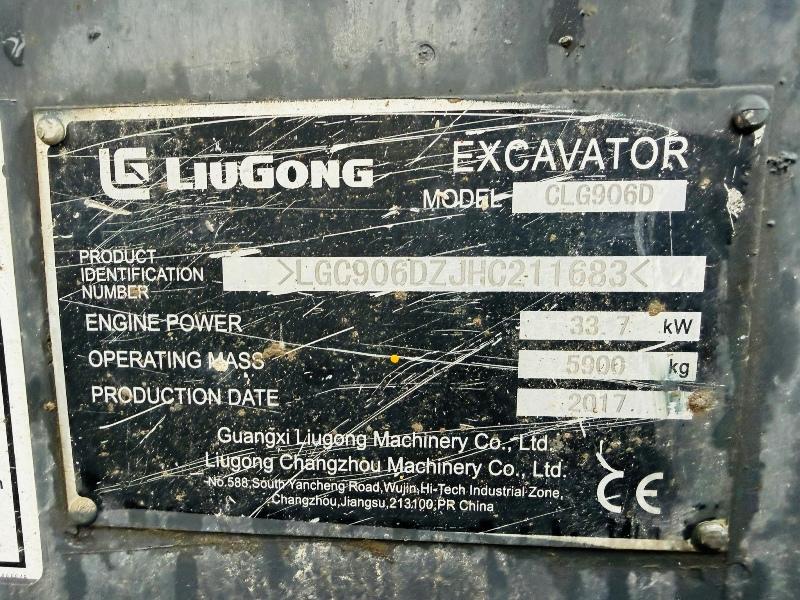 LG LIUGONG
EXCAVATOR
MODEL CLG906D
PRODUCT
IDENTIFICATION
NUMBER
>LGC906DZJHC211683<
ENGINE POWER 33.7 kW
OPERATING MASS 5900 kg
PRODUCTION DATE 2017
Guangxi Liugong Machinery Co., Ltd.
Liugong Changzhou Machinery Co., Ltd.
No.588,South Yancheng Road,Wujin,Hi-Tech Industrial Zone,
Changzhou,Jiangsu,213100,PR China
CE